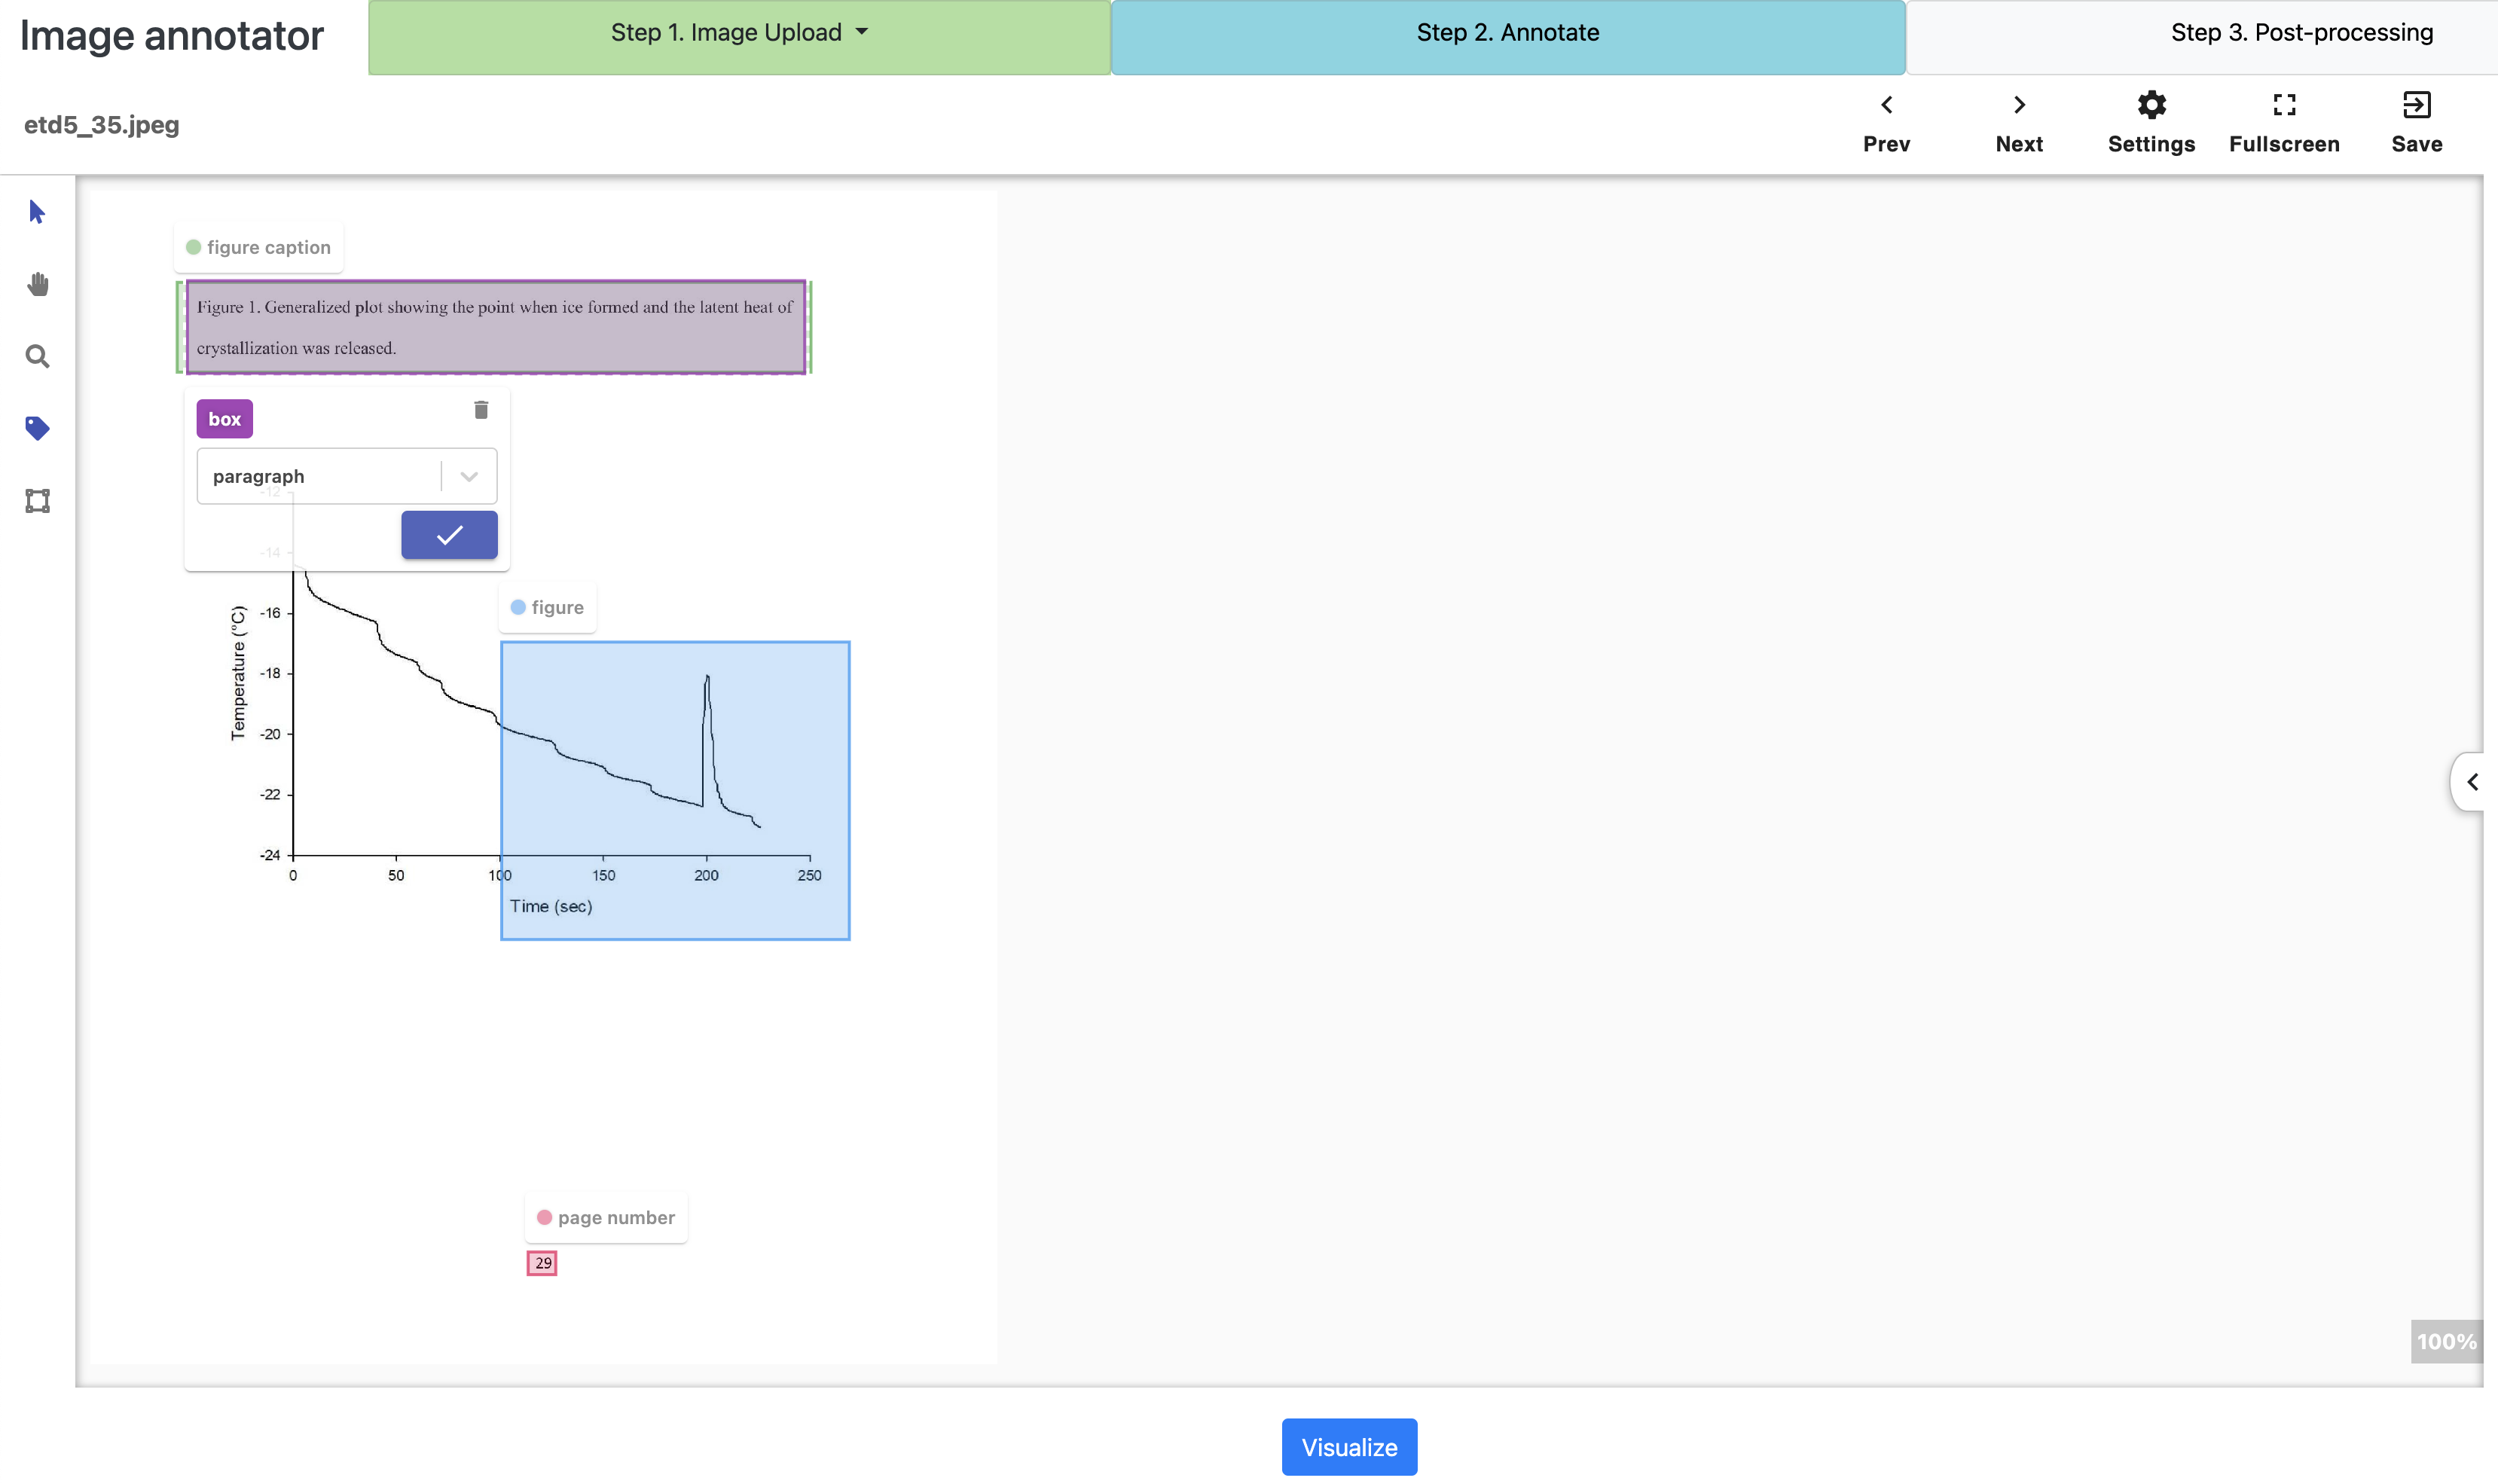 Image annotator
Step 1. Image Upload
Step 2. Annotate
Step 3. Post-processing
etd5_35.jpeg
Prev
Next
Settings
Fullscreen
Save
figure caption
Figure 1. Generalized plot showing the point when ice formed and the latent heat of
crystallization was released.
box
paragraph
-12
-14
figure
Temperature (°C)
-16
-18
-20
-22
-24
0 50 100 150 200 250
Time (sec)
page number
29
100%
Visualize